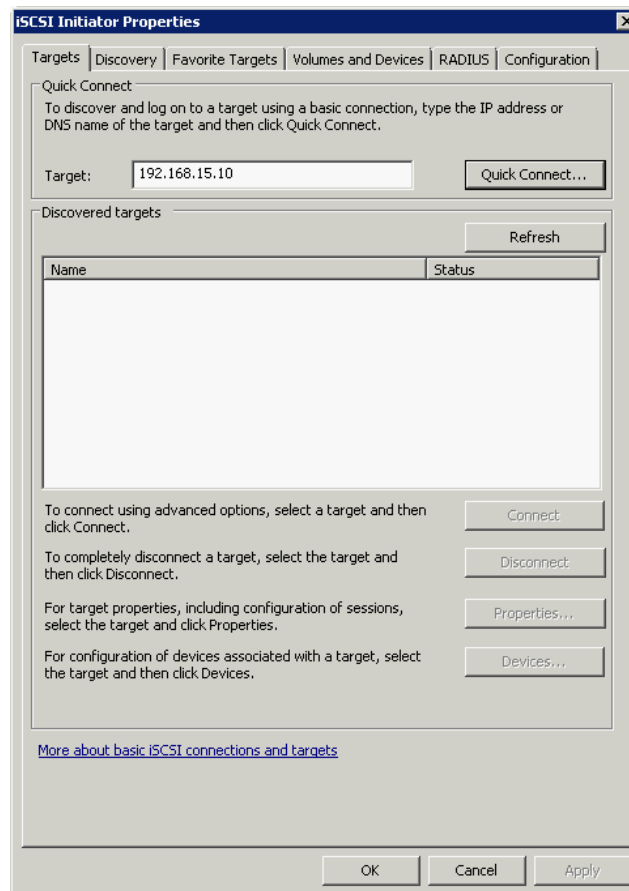 iSCSI Initiator Properties
Targets Discovery Favorite Targets Volumes and Devices RADIUS Configuration
Quick Connect
To discover and log on to a target using a basic connection, type the IP address or
DNS name of the target and then click Quick Connect.
Target: 192.168.15.10 Quick Connect...
Discovered targets
Refresh
Name Status
To connect using advanced options, select a target and then
click Connect.
Connect
To completely disconnect a target, select the target and
then click Disconnect.
Disconnect
For target properties, including configuration of sessions,
select the target and click Properties.
Properties...
For configuration of devices associated with a target, select
the target and then click Devices.
Devices...
More about basic iSCSI connections and targets
OK Cancel Apply